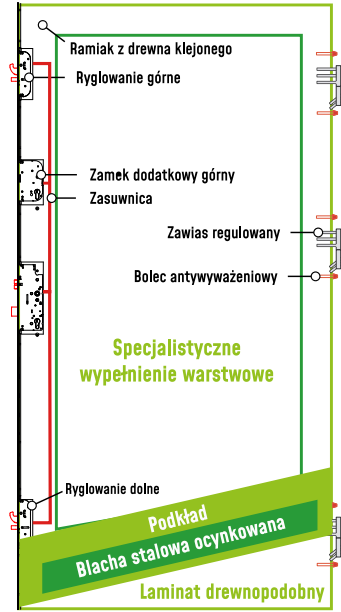 Ramiak z drewna klejonego
Ryglowanie górne
Zamek dodatkowy górny
Zasuwnica
Zawias regulowany
Bolec antywyważeniowy
Specjalistyczne
wypełnienie warstwowe
Ryglowanie dolne
Podkład
Blacha stalowa ocynkowana
Laminat drewnopodobny